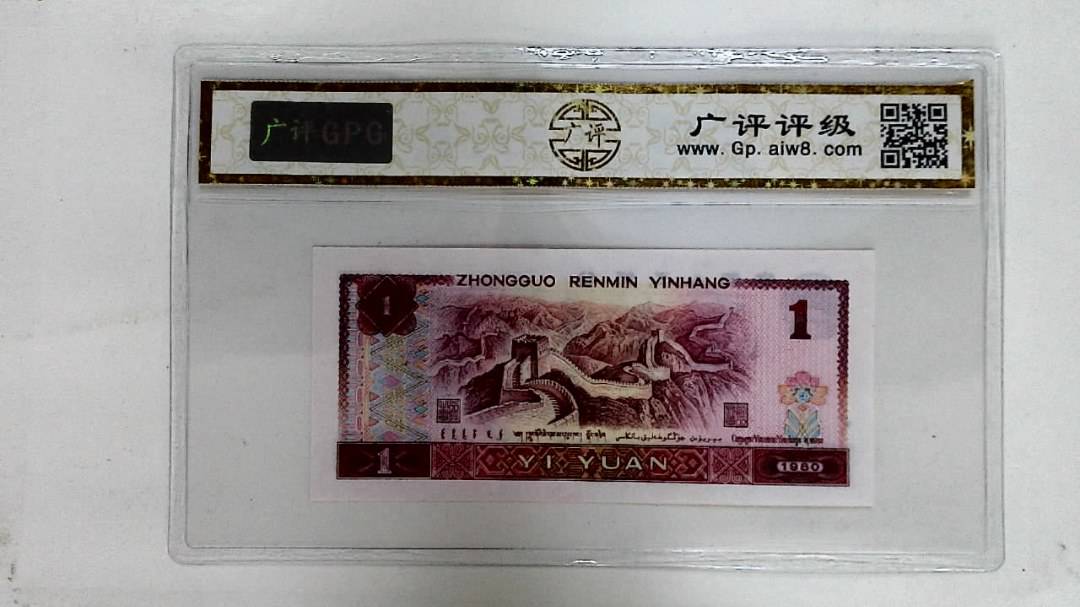 广评GPG
广评
广评评级
www.Gp.aiw8.com
ZHONGGUO RENMIN YINHANG
1
1
1
YI YUAN
1980